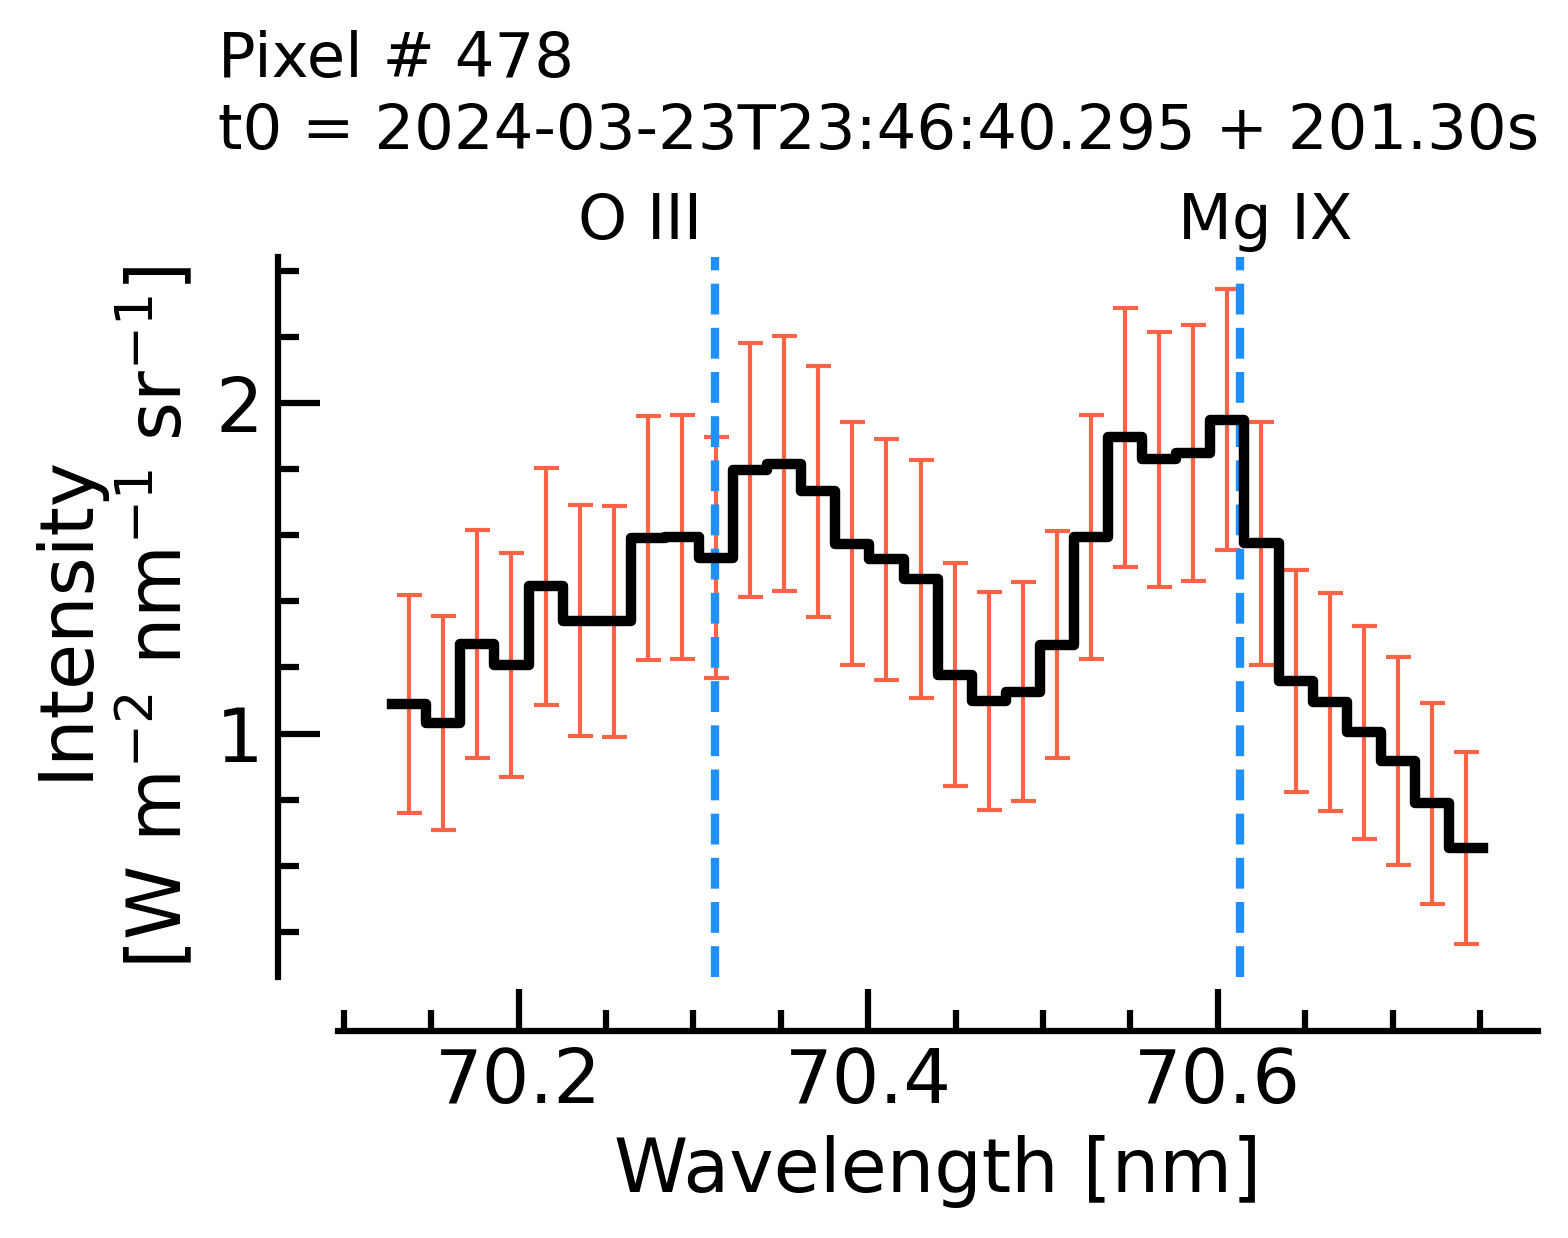 Pixel # 478
t0 = 2024-03-23T23:46:40.295 + 201.30s
O III
Mg IX
Intensity
[W m⁻² nm⁻¹ sr⁻¹]
2
1
70.2
70.4
70.6
Wavelength [nm]